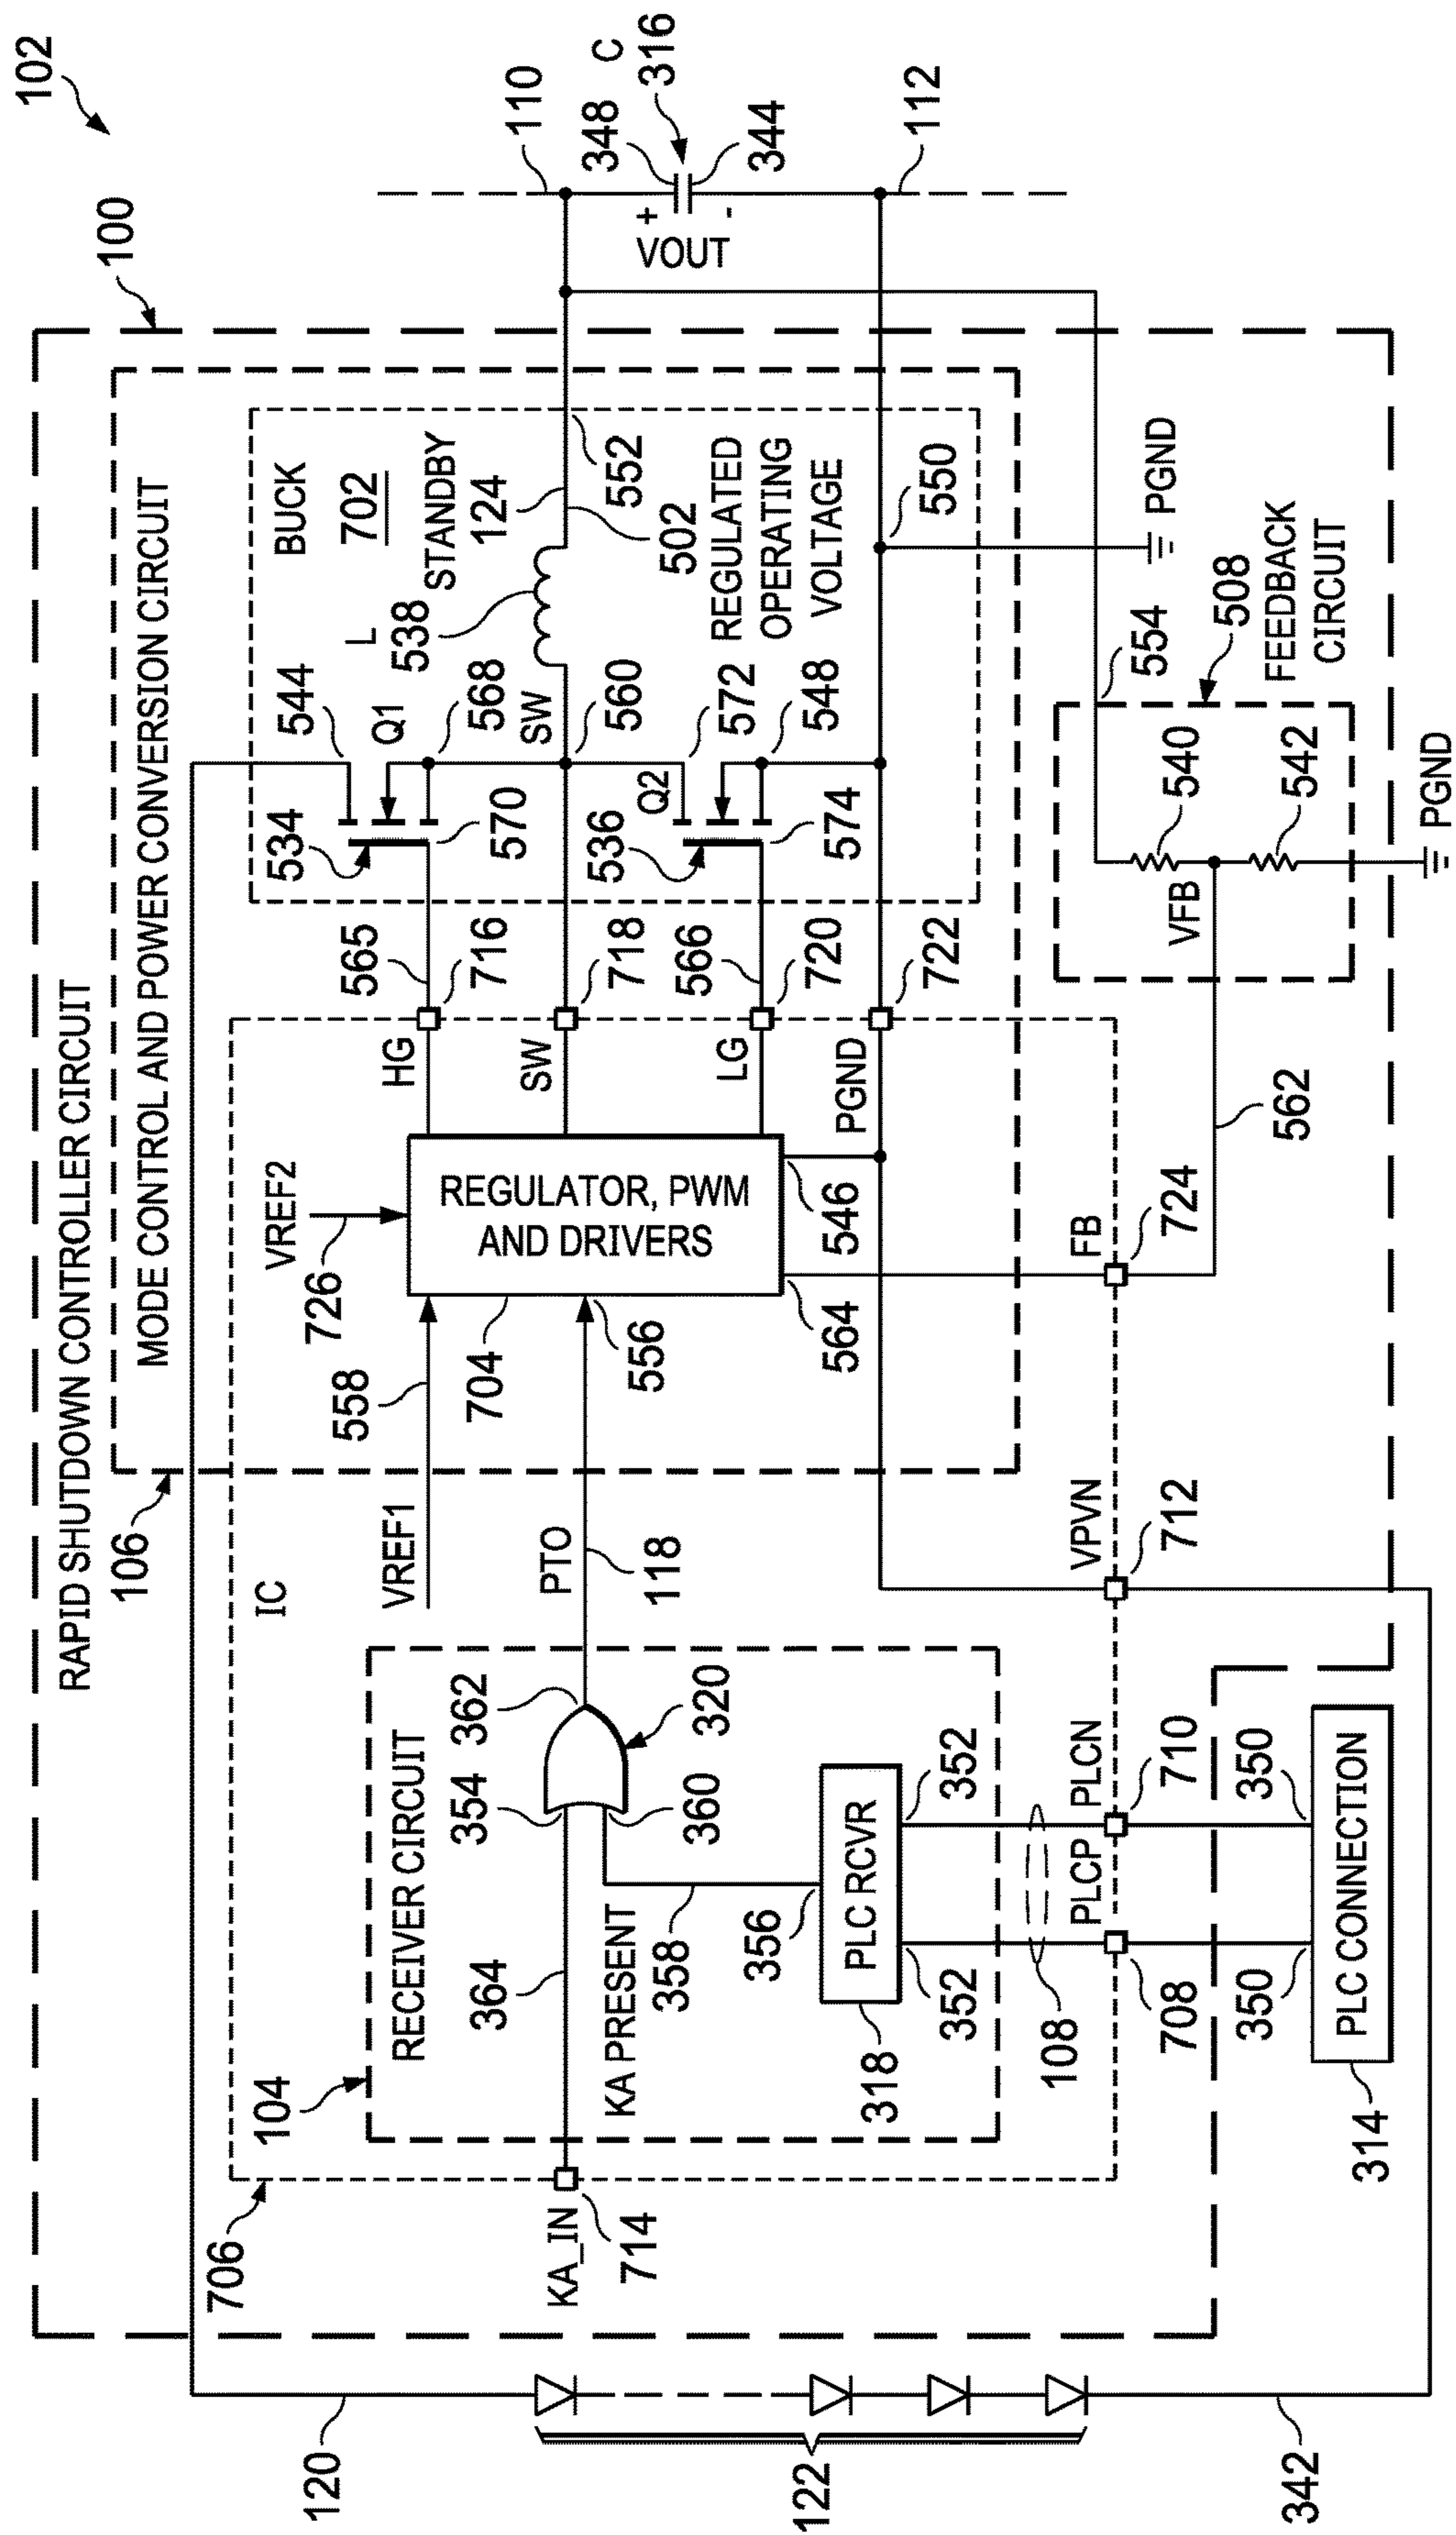 102
RAPID SHUTDOWN CONTROLLER CIRCUIT
100
106
MODE CONTROL AND POWER CONVERSION CIRCUIT
706
IC
104
RECEIVER CIRCUIT
KA_IN
714
364
KA PRESENT
358
354
360
362
320
356
PLC RCVR
318
352
352
108
PLCP
PLCN
708
710
350
350
PLC CONNECTION
314
VPVN
712
120
122
342
PTO
118
VREF1
558
VREF2
726
704
556
REGULATOR, PWM
AND DRIVERS
564
546
HG
SW
LG
PGND
565
716
718
566
720
722
FB
724
562
BUCK
702
534
544
Q1
568
570
SW
560
536
Q2
572
548
574
L
538
STANDBY
124
502
552
REGULATED
OPERATING
VOLTAGE
550
PGND
554
508
FEEDBACK
CIRCUIT
540
542
VFB
PGND
110
348
C
316
344
+
VOUT
-
112